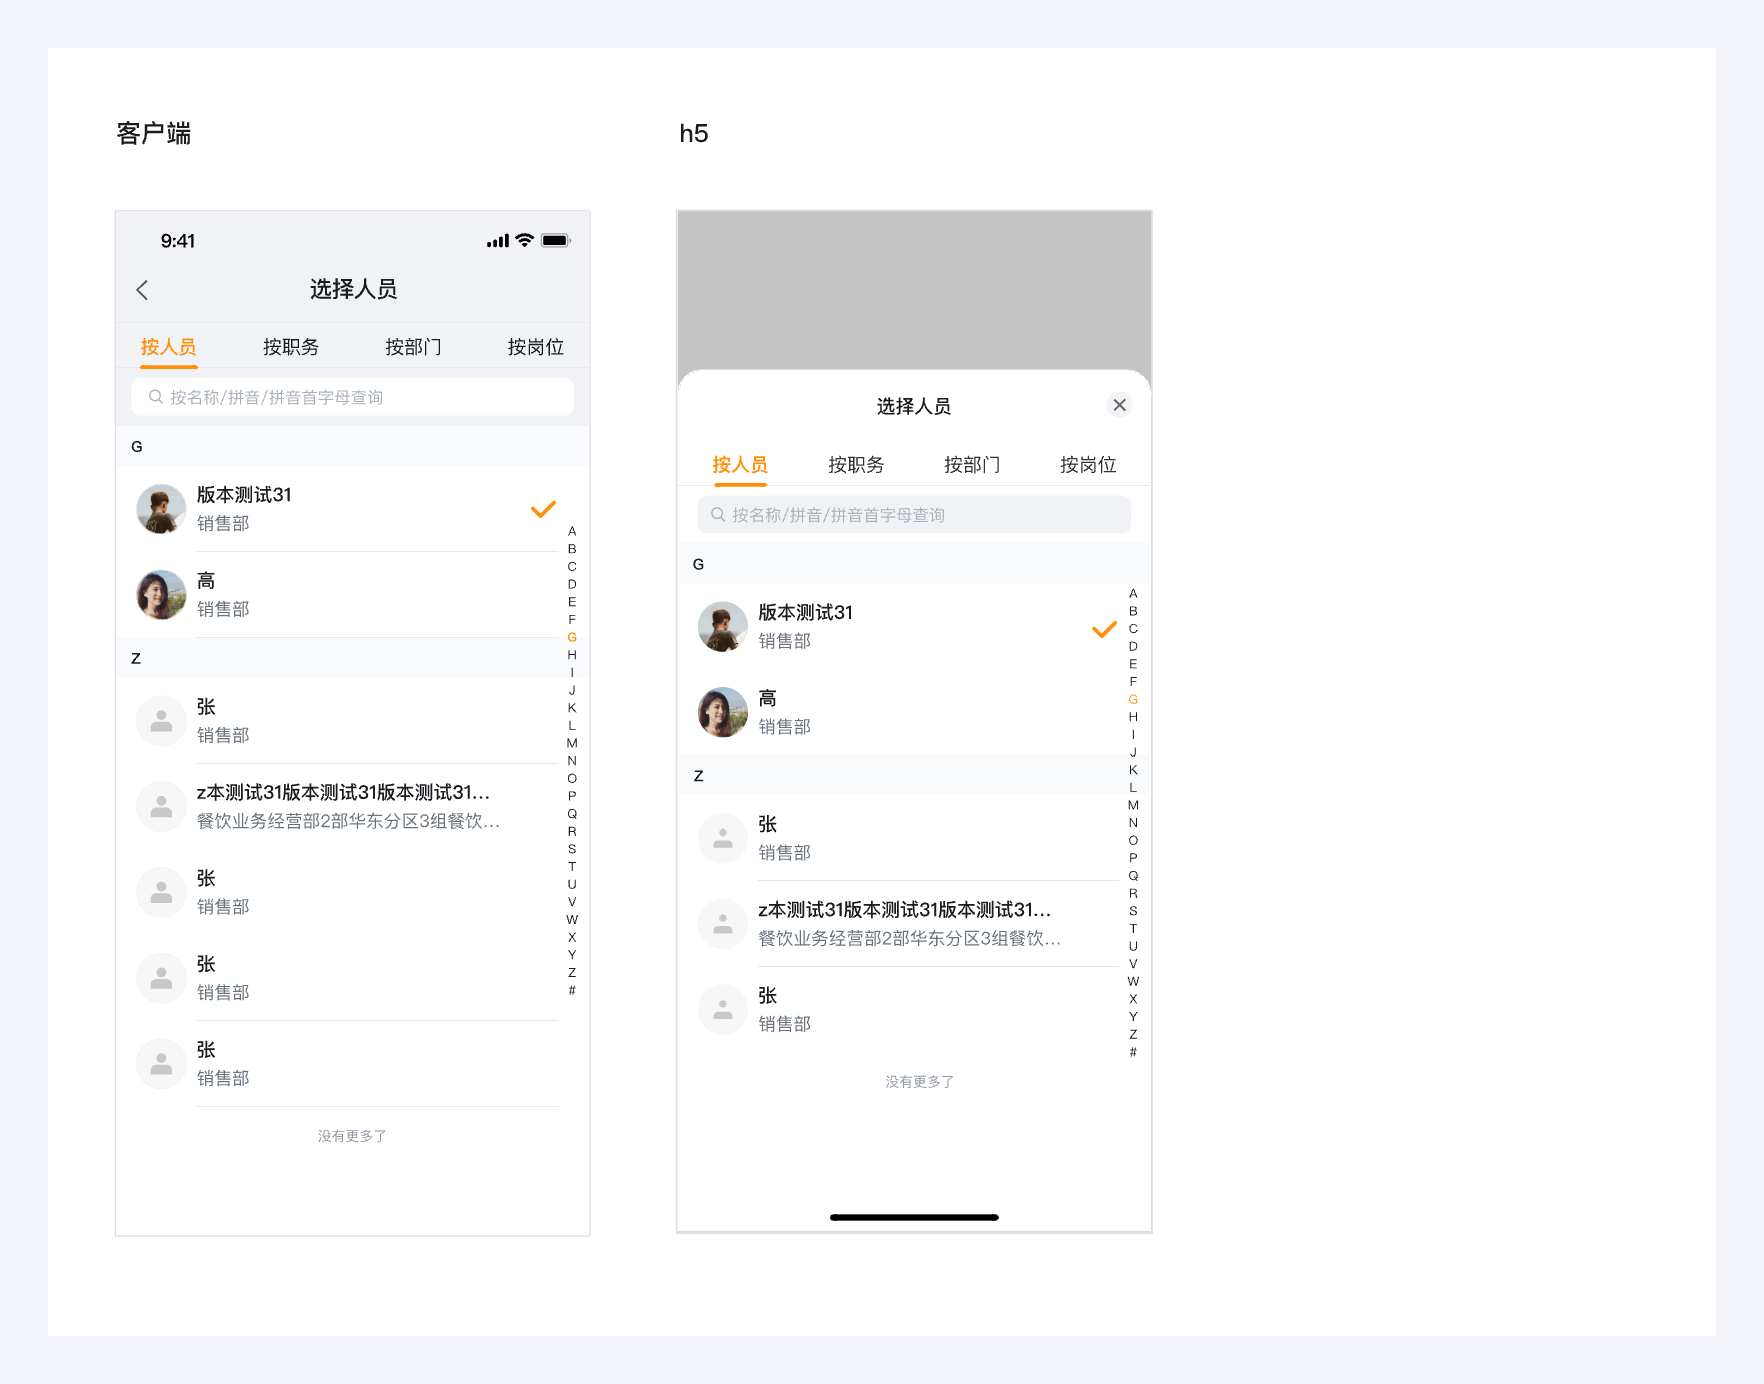 客户端
9:41
选择人员
按人员 按职务 按部门 按岗位
按名称/拼音/拼音首字母查询
G
版本测试31
销售部
高
销售部
Z
张
销售部
z本测试31版本测试31版本测试31...
餐饮业务经营部2部华东分区3组餐饮...
张
销售部
张
销售部
张
销售部
没有更多了
A
B
C
D
E
F
G
H
I
J
K
L
M
N
O
P
Q
R
S
T
U
V
W
X
Y
Z
#
h5
选择人员
按人员 按职务 按部门 按岗位
按名称/拼音/拼音首字母查询
G
版本测试31
销售部
高
销售部
Z
张
销售部
z本测试31版本测试31版本测试31...
餐饮业务经营部2部华东分区3组餐饮...
张
销售部
没有更多了
A
B
C
D
E
F
G
H
I
J
K
L
M
N
O
P
Q
R
S
T
U
V
W
X
Y
Z
#